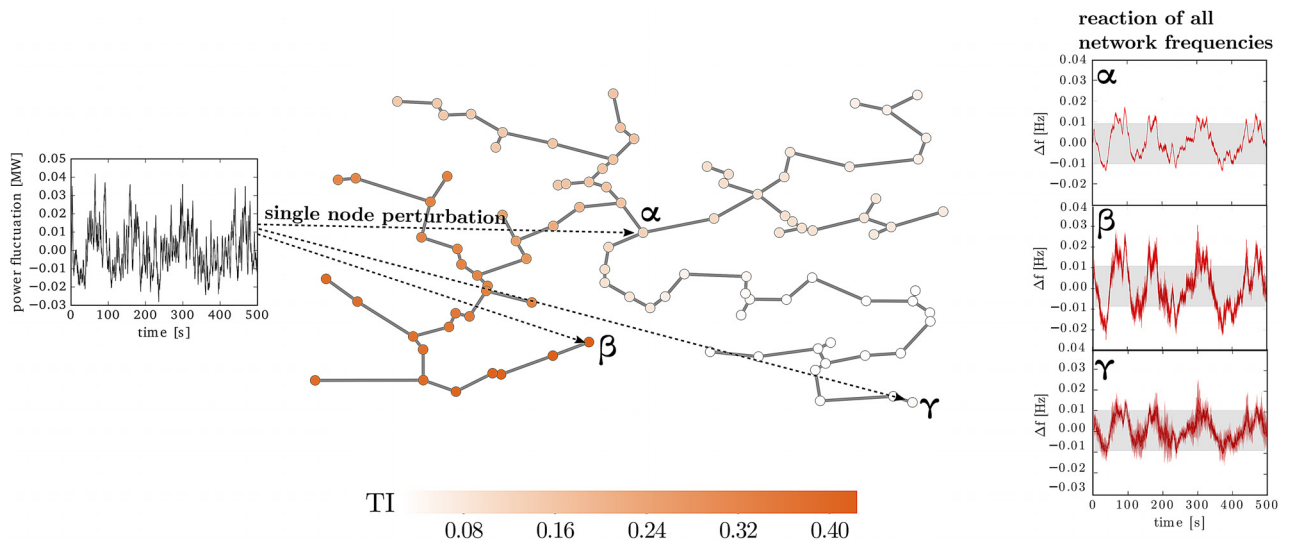 reaction of all
network frequencies
power fluctuation [MW]
0.05
0.04
0.03
0.02
0.01
0.00
−0.01
−0.02
−0.03
0 100 200 300 400 500
time [s]
single node perturbation
α
β
γ
TI
0.08 0.16 0.24 0.32 0.40
α
Δf [Hz]
0.04
0.03
0.02
0.01
0.00
−0.01
−0.02
β
Δf [Hz]
0.04
0.03
0.02
0.01
0.00
−0.01
−0.02
γ
Δf [Hz]
0.04
0.03
0.02
0.01
0.00
−0.01
−0.02
−0.03
0 100 200 300 400 500
time [s]